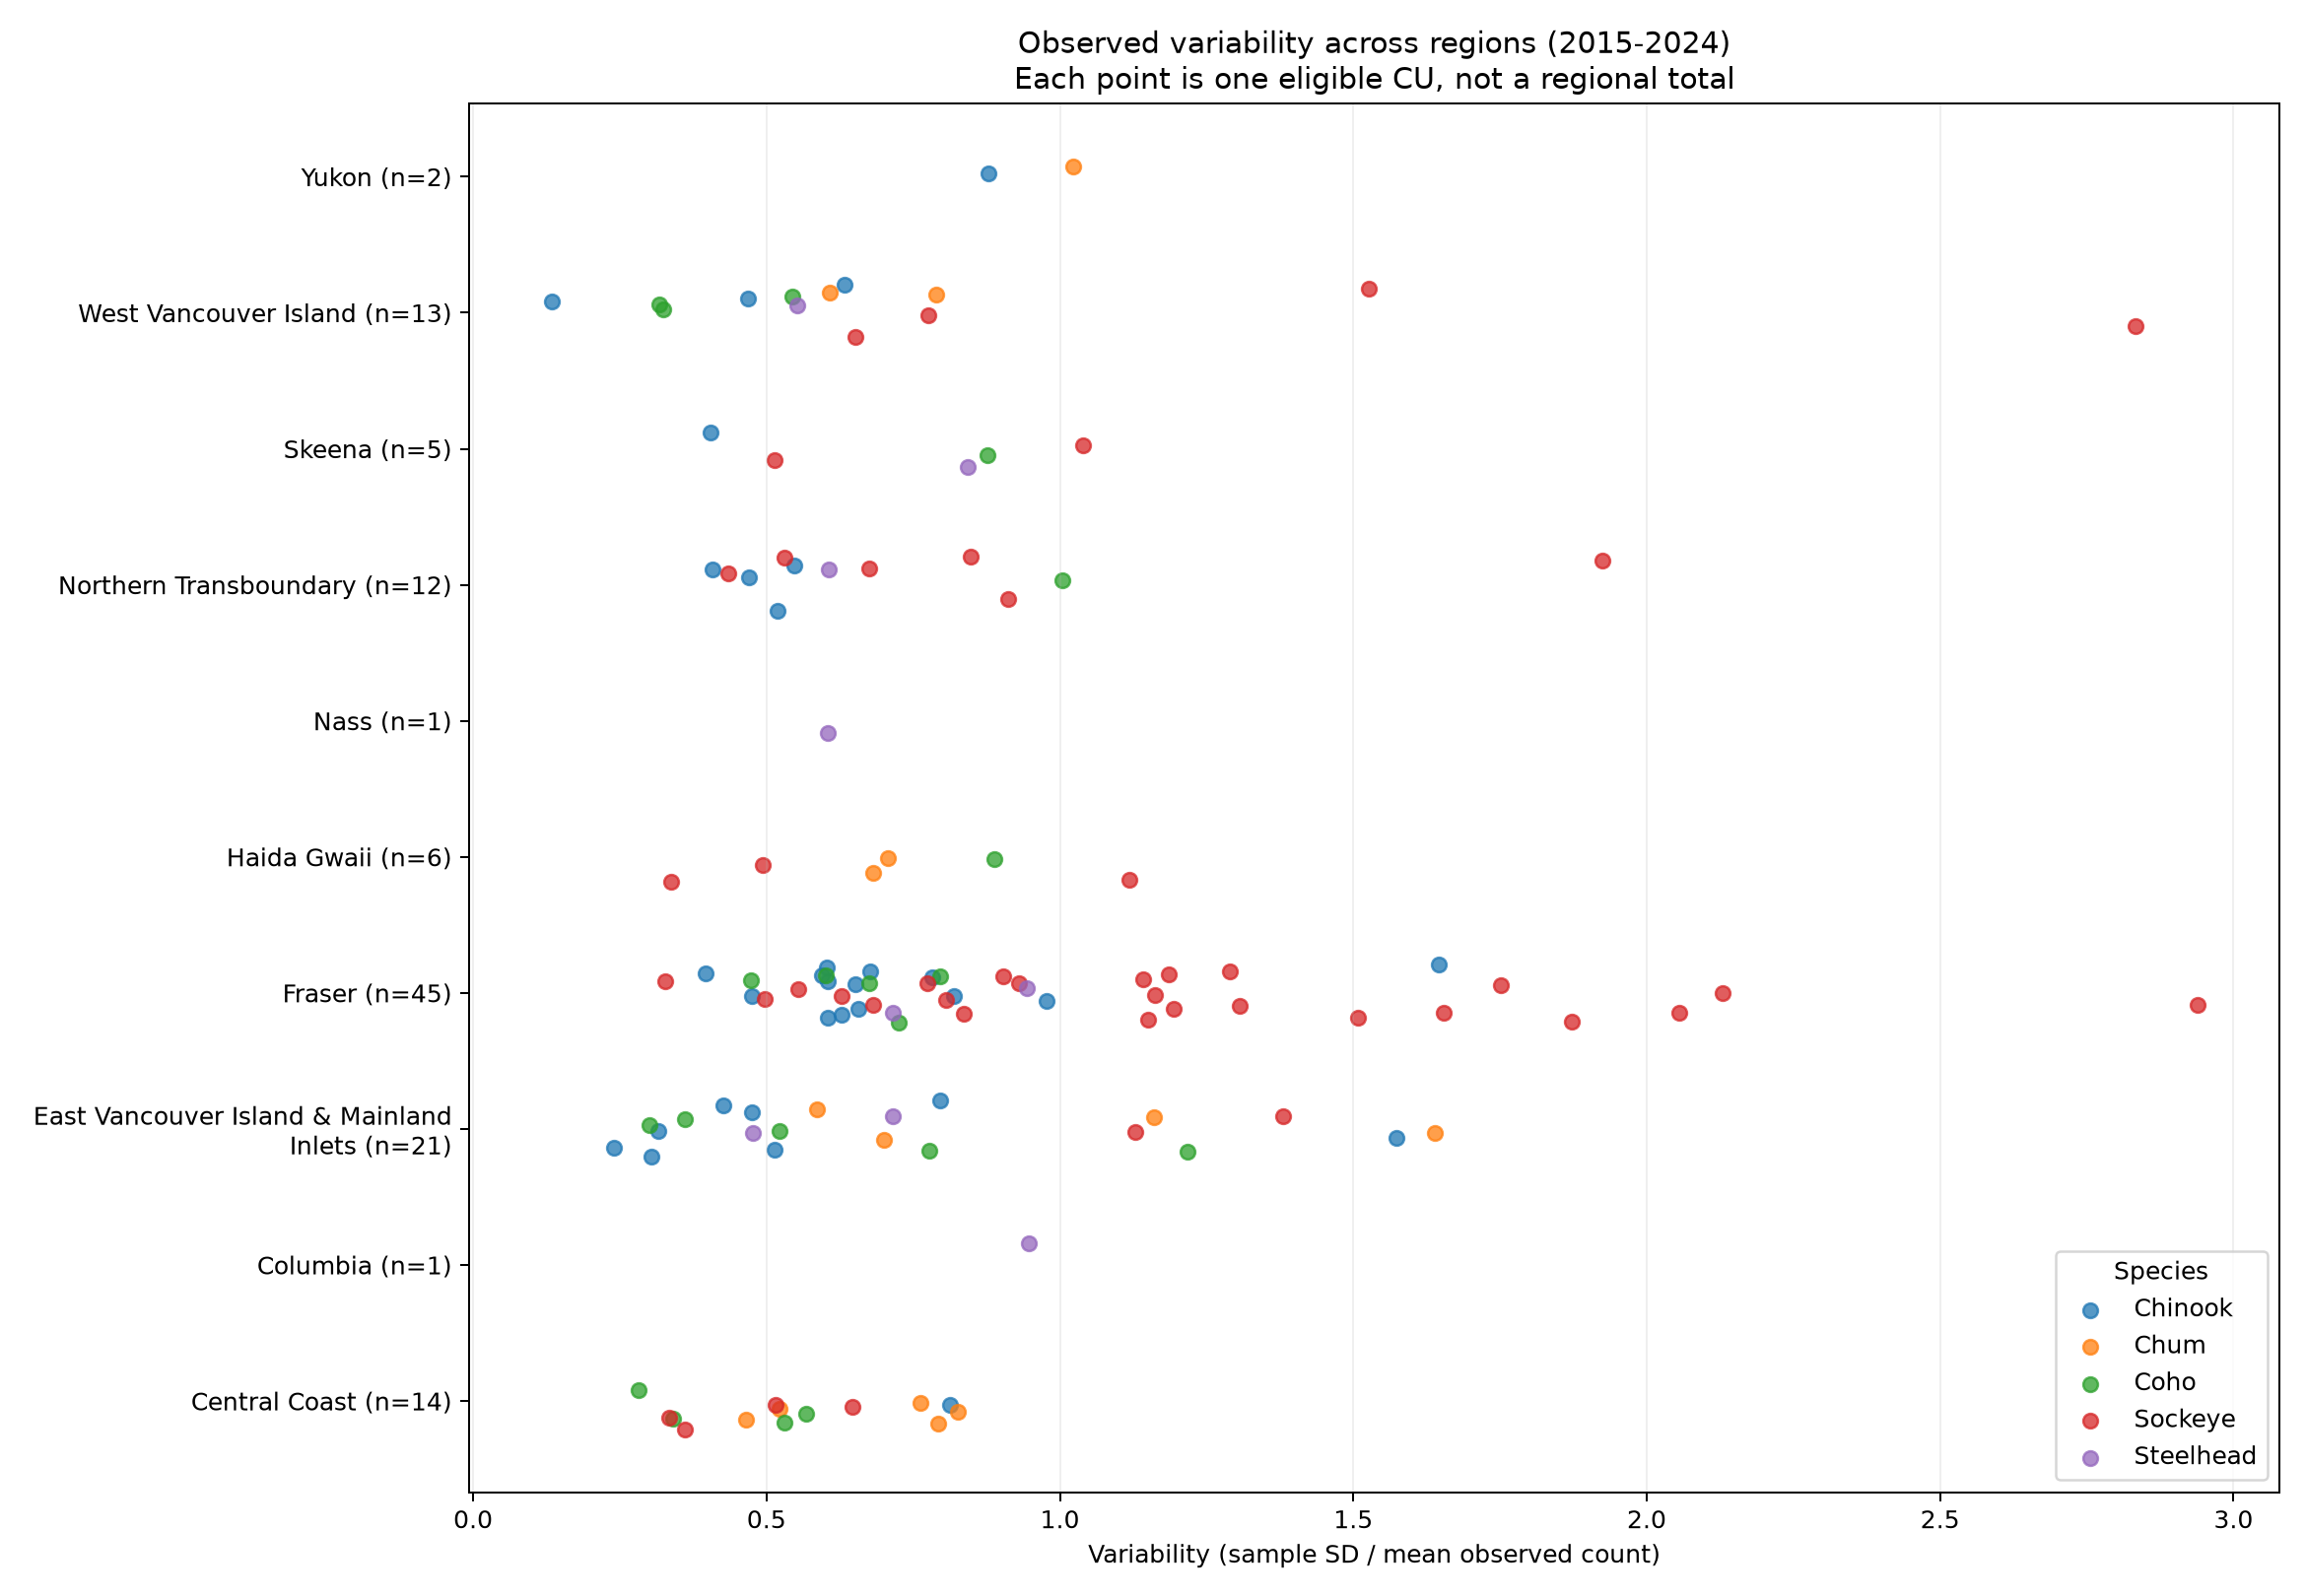 Observed variability across regions (2015-2024)
Each point is one eligible CU, not a regional total
Yukon (n=2)
West Vancouver Island (n=13)
Skeena (n=5)
Northern Transboundary (n=12)
Nass (n=1)
Haida Gwaii (n=6)
Fraser (n=45)
East Vancouver Island & Mainland
Inlets (n=21)
Columbia (n=1)
Central Coast (n=14)
Species
Chinook
Chum
Coho
Sockeye
Steelhead
0.0 0.5 1.0 1.5 2.0 2.5 3.0
Variability (sample SD / mean observed count)